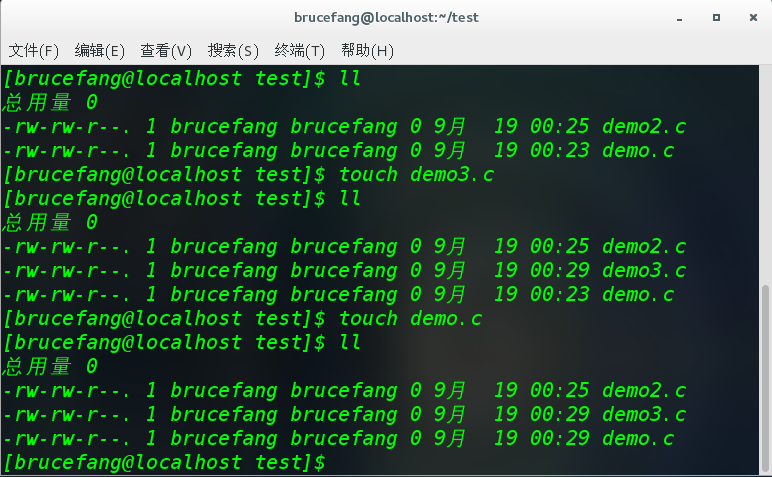 brucefang@localhost:~/test
文件(F) 编辑(E) 查看(V) 搜索(S) 终端(T) 帮助(H)
[brucefang@localhost test]$ ll
总用量 0
-rw-rw-r--. 1 brucefang brucefang 0 9月  19 00:25 demo2.c
-rw-rw-r--. 1 brucefang brucefang 0 9月  19 00:23 demo.c
[brucefang@localhost test]$ touch demo3.c
[brucefang@localhost test]$ ll
总用量 0
-rw-rw-r--. 1 brucefang brucefang 0 9月  19 00:25 demo2.c
-rw-rw-r--. 1 brucefang brucefang 0 9月  19 00:29 demo3.c
-rw-rw-r--. 1 brucefang brucefang 0 9月  19 00:23 demo.c
[brucefang@localhost test]$ touch demo.c
[brucefang@localhost test]$ ll
总用量 0
-rw-rw-r--. 1 brucefang brucefang 0 9月  19 00:25 demo2.c
-rw-rw-r--. 1 brucefang brucefang 0 9月  19 00:29 demo3.c
-rw-rw-r--. 1 brucefang brucefang 0 9月  19 00:29 demo.c
[brucefang@localhost test]$